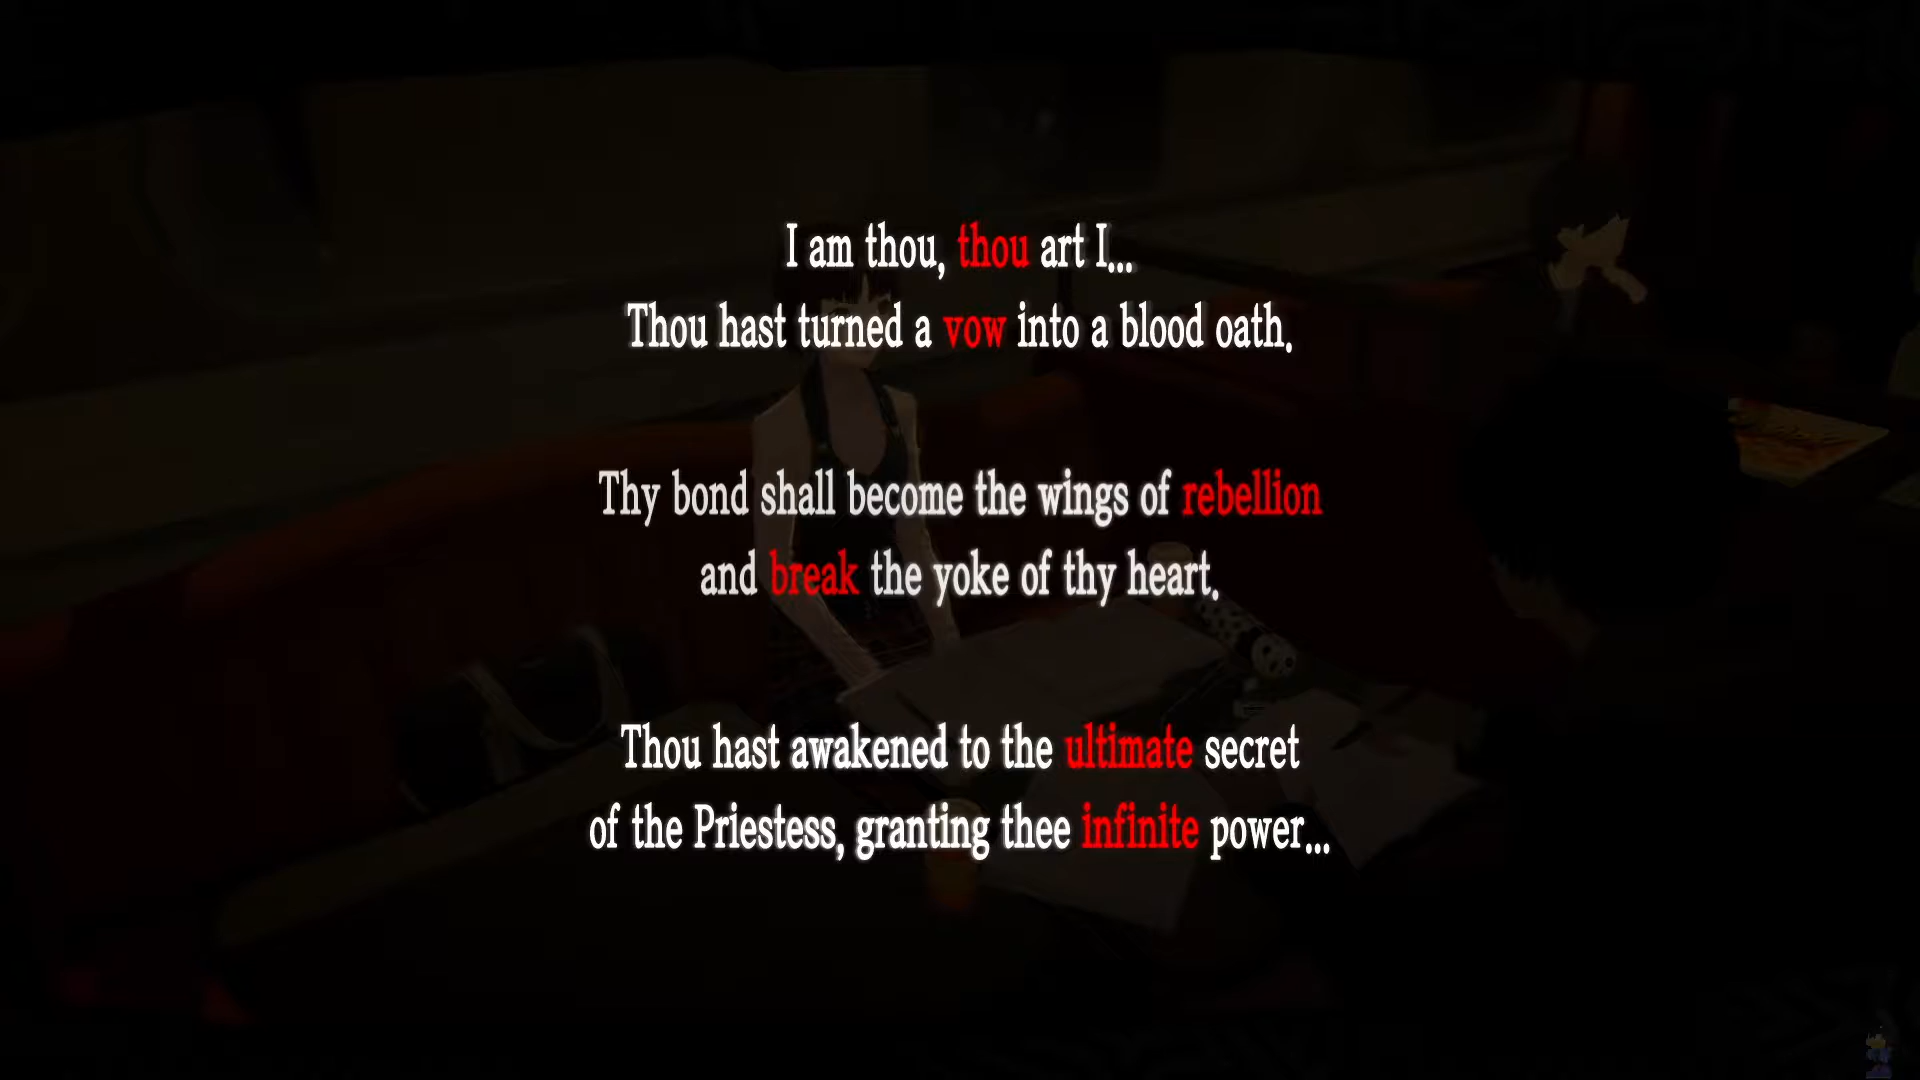 I am thou, thou art I...
Thou hast turned a vow into a blood oath.
Thy bond shall become the wings of rebellion
and break the yoke of thy heart.
Thou hast awakened to the ultimate secret
of the Priestess, granting thee infinite power...